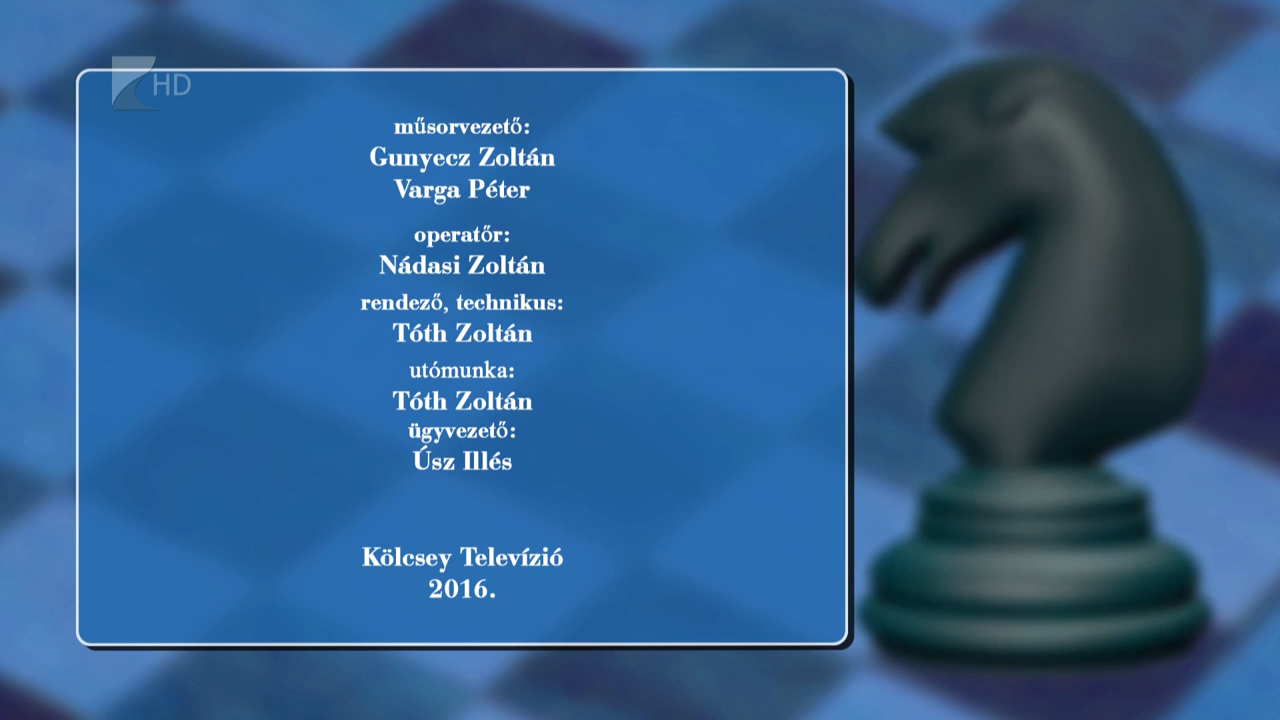 HD
műsorvezető:
Gunyecz Zoltán
Varga Péter
operatőr:
Nádasi Zoltán
rendező, technikus:
Tóth Zoltán
utómunka:
Tóth Zoltán
ügyvezető:
Úsz Illés
Kölcsey Televízió
2016.